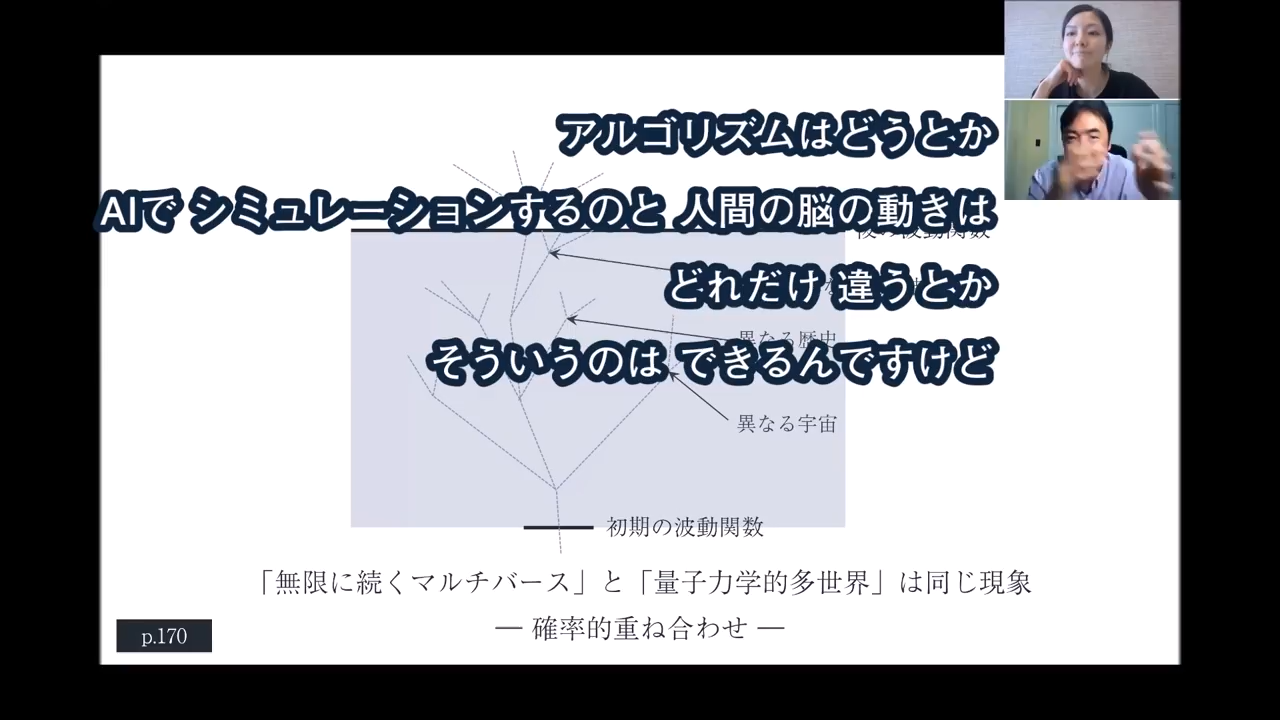 アルゴリズムはどうとか
AIで シミュレーションするのと 人間の脳の動きは
どれだけ 違うとか
異なる歴史
そういうのは できるんですけど
異なる宇宙
初期の波動関数
「無限に続くマルチバース」と「量子力学的多世界」は同じ現象
— 確率的重ね合わせ —
p.170